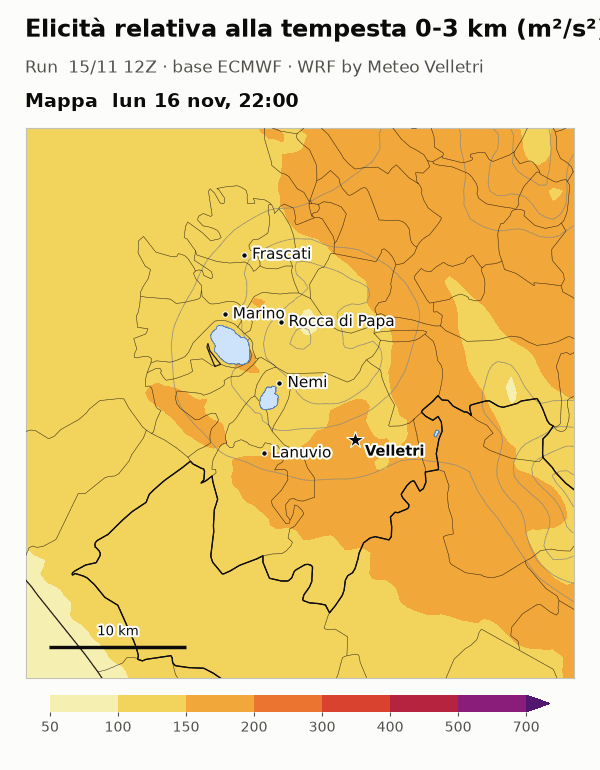 Elicità relativa alla tempesta 0-3 km (m²/s²)
Run 15/11 12Z · base ECMWF · WRF by Meteo Velletri
Mappa lun 16 nov, 22:00
Frascati
Marino
Rocca di Papa
Nemi
Velletri
Lanuvio
10 km
50 100 150 200 300 400 500 700